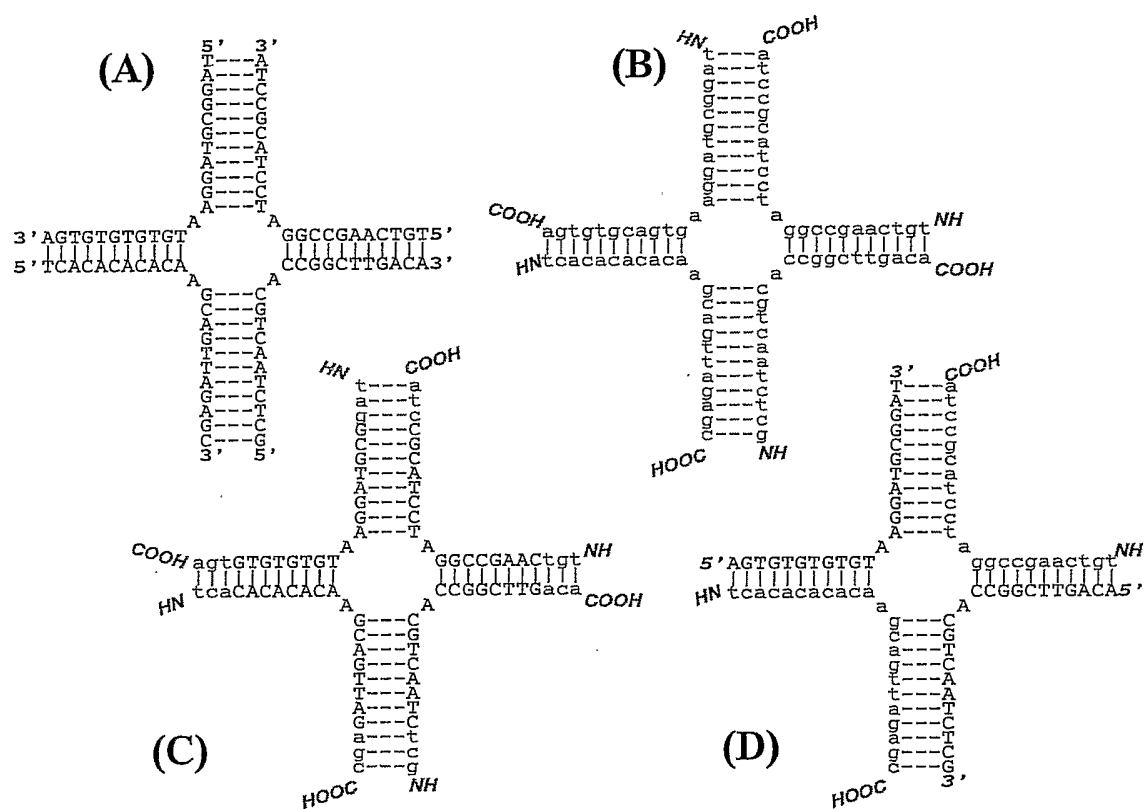 (A)
5' 3'
T---A
A---T
G---C
G---C
C---G
G---C
T---A
A---T
G---C
G---C
A---T
A A
3'AGTGTGTGTGT GGCCGAACTGT5'
5'TCACACACACA CCGGCTTGACA3'
A A
G---C
C---G
A---T
G---C
T---A
T---A
A---T
G---C
A---T
G---C
C---G
3' 5'
(B)
HN COOH
t---a
a---t
g---c
g---c
c---g
g---c
t---a
a---t
g---c
g---c
a---t
a a
COOH agtgtgcagtg ggccgaactgt NH
HN tcacacacaca ccggcttgaca COOH
a a
g---c
c---g
a---t
g---c
t---a
t---a
a---t
g---c
a---t
g---c
c---g
HOOC NH
(C)
HN COOH
t---a
a---t
g---c
G---C
C---G
G---C
T---A
A---T
G---C
G---C
A---T
A A
COOH agtGTGTGTGT GGCCGAACtgt NH
HN tcaCACACACA CCGGCTTGaca COOH
A A
G---C
C---G
A---T
G---C
T---A
T---A
A---T
G---C
a---t
g---c
c---g
HOOC NH
(D)
3' COOH
T---a
A---t
G---c
G---c
C---g
G---c
T---a
A---t
G---c
G---c
A---t
A a
5'AGTGTGTGTGT ggccgaactgt NH
HN tcacacacaca CCGGCTTGACA5'
a A
g---C
c---G
a---T
g---C
t---A
t---A
a---T
g---C
a---T
g---C
c---G
HOOC 3'